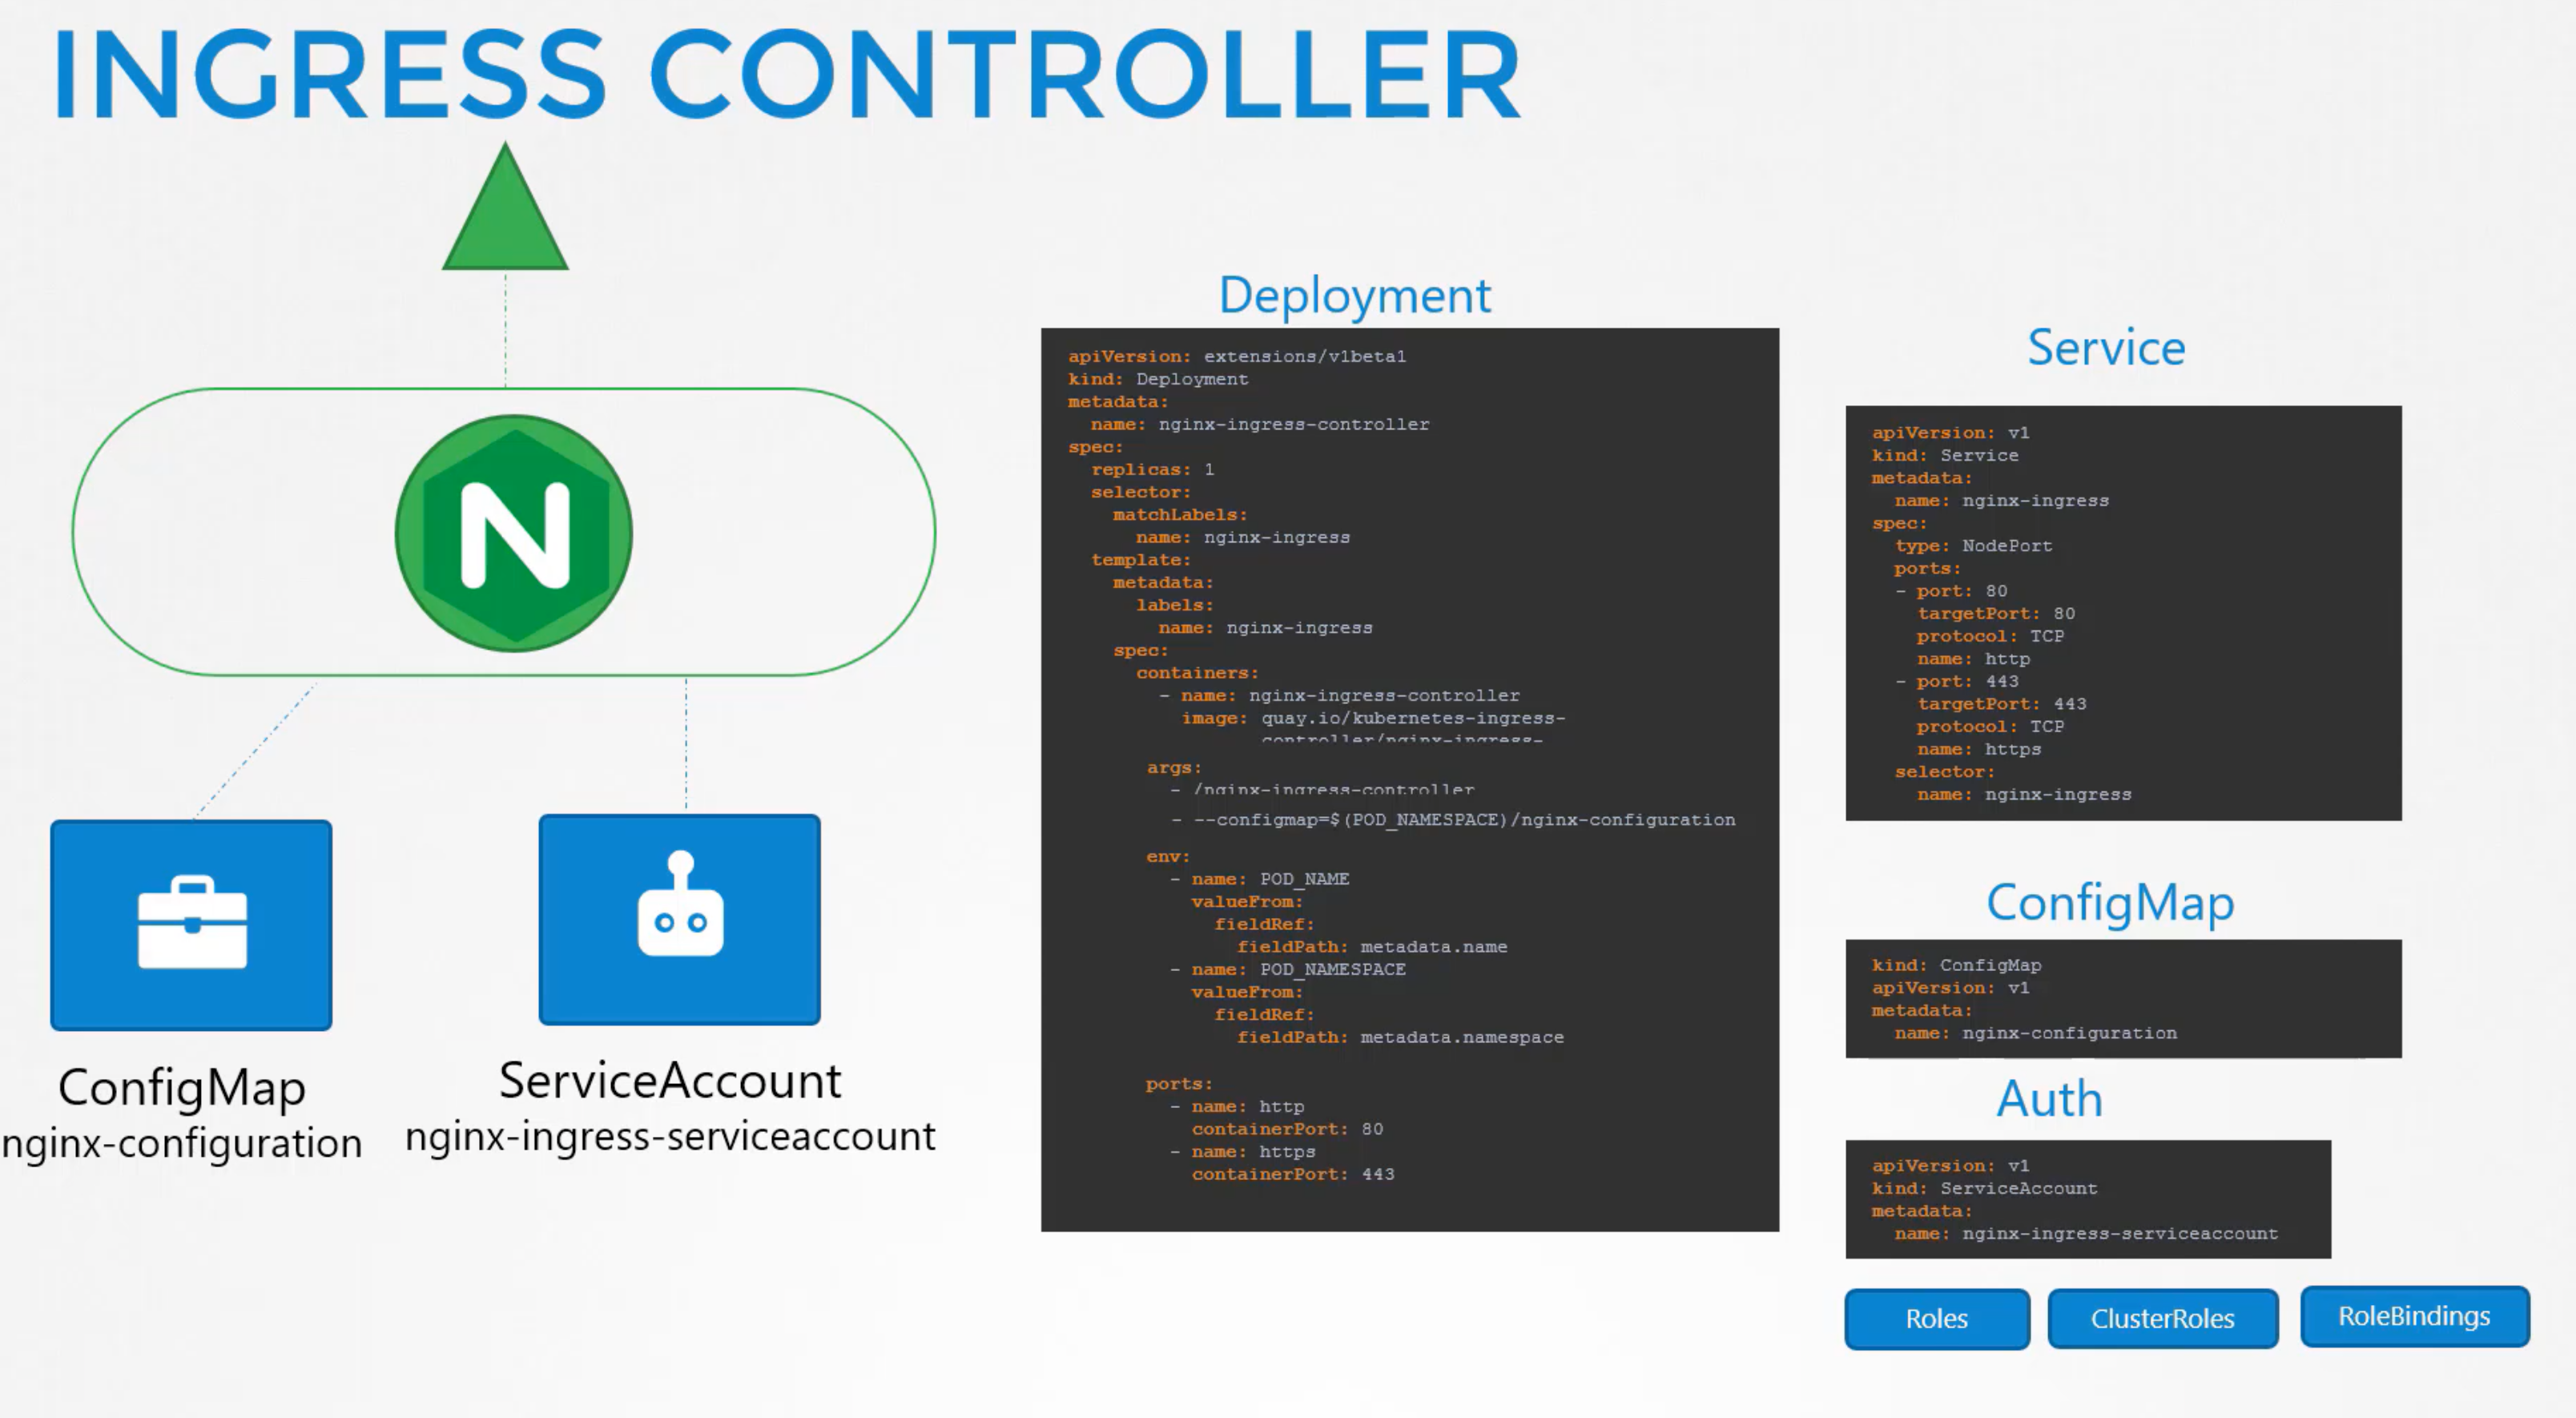 INGRESS CONTROLLER
N
ConfigMap
nginx-configuration
ServiceAccount
nginx-ingress-serviceaccount
Deployment
apiVersion: extensions/v1beta1
kind: Deployment
metadata:
  name: nginx-ingress-controller
spec:
  replicas: 1
  selector:
    matchLabels:
      name: nginx-ingress
  template:
    metadata:
      labels:
        name: nginx-ingress
    spec:
      containers:
        - name: nginx-ingress-controller
          image: quay.io/kubernetes-ingress-
                 controller/nginx-ingress-
       args:
         - /nginx-ingress-controller
         - --configmap=$(POD_NAMESPACE)/nginx-configuration
       env:
         - name: POD_NAME
           valueFrom:
             fieldRef:
               fieldPath: metadata.name
         - name: POD_NAMESPACE
           valueFrom:
             fieldRef:
               fieldPath: metadata.namespace
       ports:
         - name: http
           containerPort: 80
         - name: https
           containerPort: 443
Service
apiVersion: v1
kind: Service
metadata:
  name: nginx-ingress
spec:
  type: NodePort
  ports:
  - port: 80
    targetPort: 80
    protocol: TCP
    name: http
  - port: 443
    targetPort: 443
    protocol: TCP
    name: https
  selector:
    name: nginx-ingress
ConfigMap
kind: ConfigMap
apiVersion: v1
metadata:
  name: nginx-configuration
Auth
apiVersion: v1
kind: ServiceAccount
metadata:
  name: nginx-ingress-serviceaccount
Roles
ClusterRoles
RoleBindings